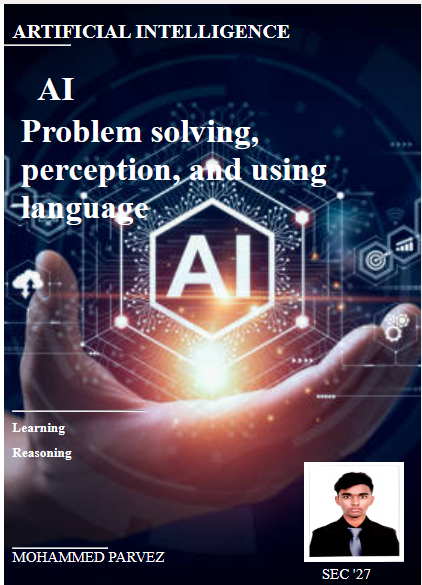 ARTIFICIAL INTELLIGENCE
AI
Problem solving,
perception, and using
language
AI
Learning
Reasoning
MOHAMMED PARVEZ
SEC '27